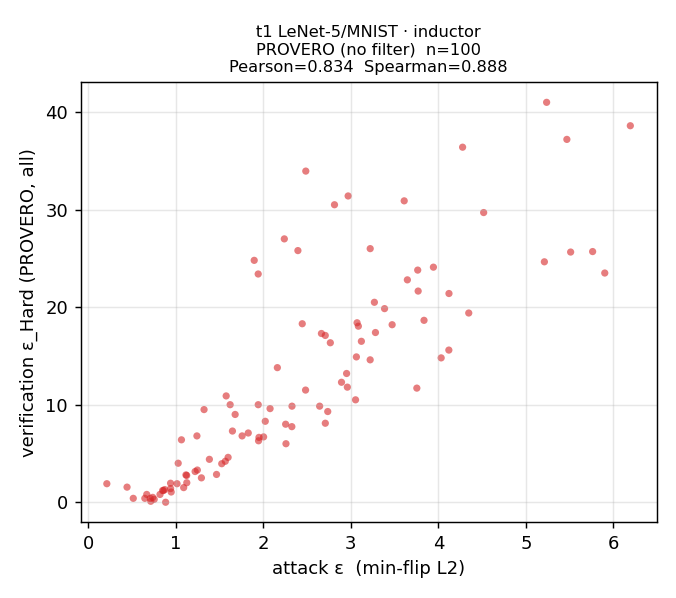 t1 LeNet-5/MNIST · inductor
PROVERO (no filter)  n=100
Pearson=0.834  Spearman=0.888
verification ε_Hard (PROVERO, all)
40
30
20
10
0
0 1 2 3 4 5 6
attack ε  (min-flip L2)